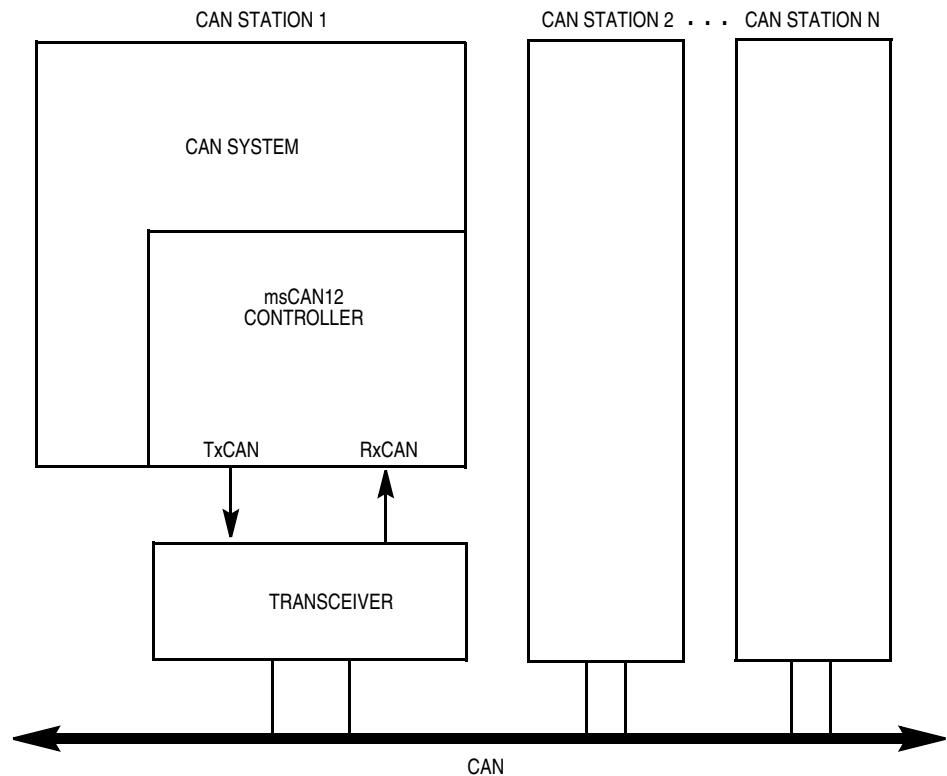 CAN STATION 1
CAN STATION 2 . . . CAN STATION N
CAN SYSTEM
msCAN12
CONTROLLER
TxCAN
RxCAN
TRANSCEIVER
CAN